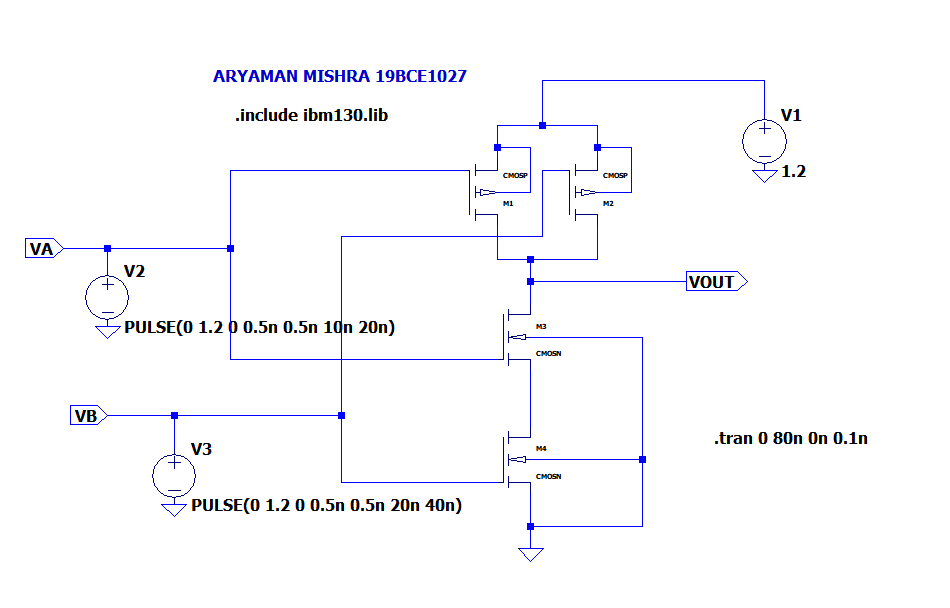 ARYAMAN MISHRA 19BCE1027
.include ibm130.lib
V1
1.2
CMOSP
M1
CMOSP
M2
VA
V2
PULSE(0 1.2 0 0.5n 0.5n 10n 20n)
VOUT
M3
CMOSN
VB
V3
PULSE(0 1.2 0 0.5n 0.5n 20n 40n)
M4
CMOSN
.tran 0 80n 0n 0.1n